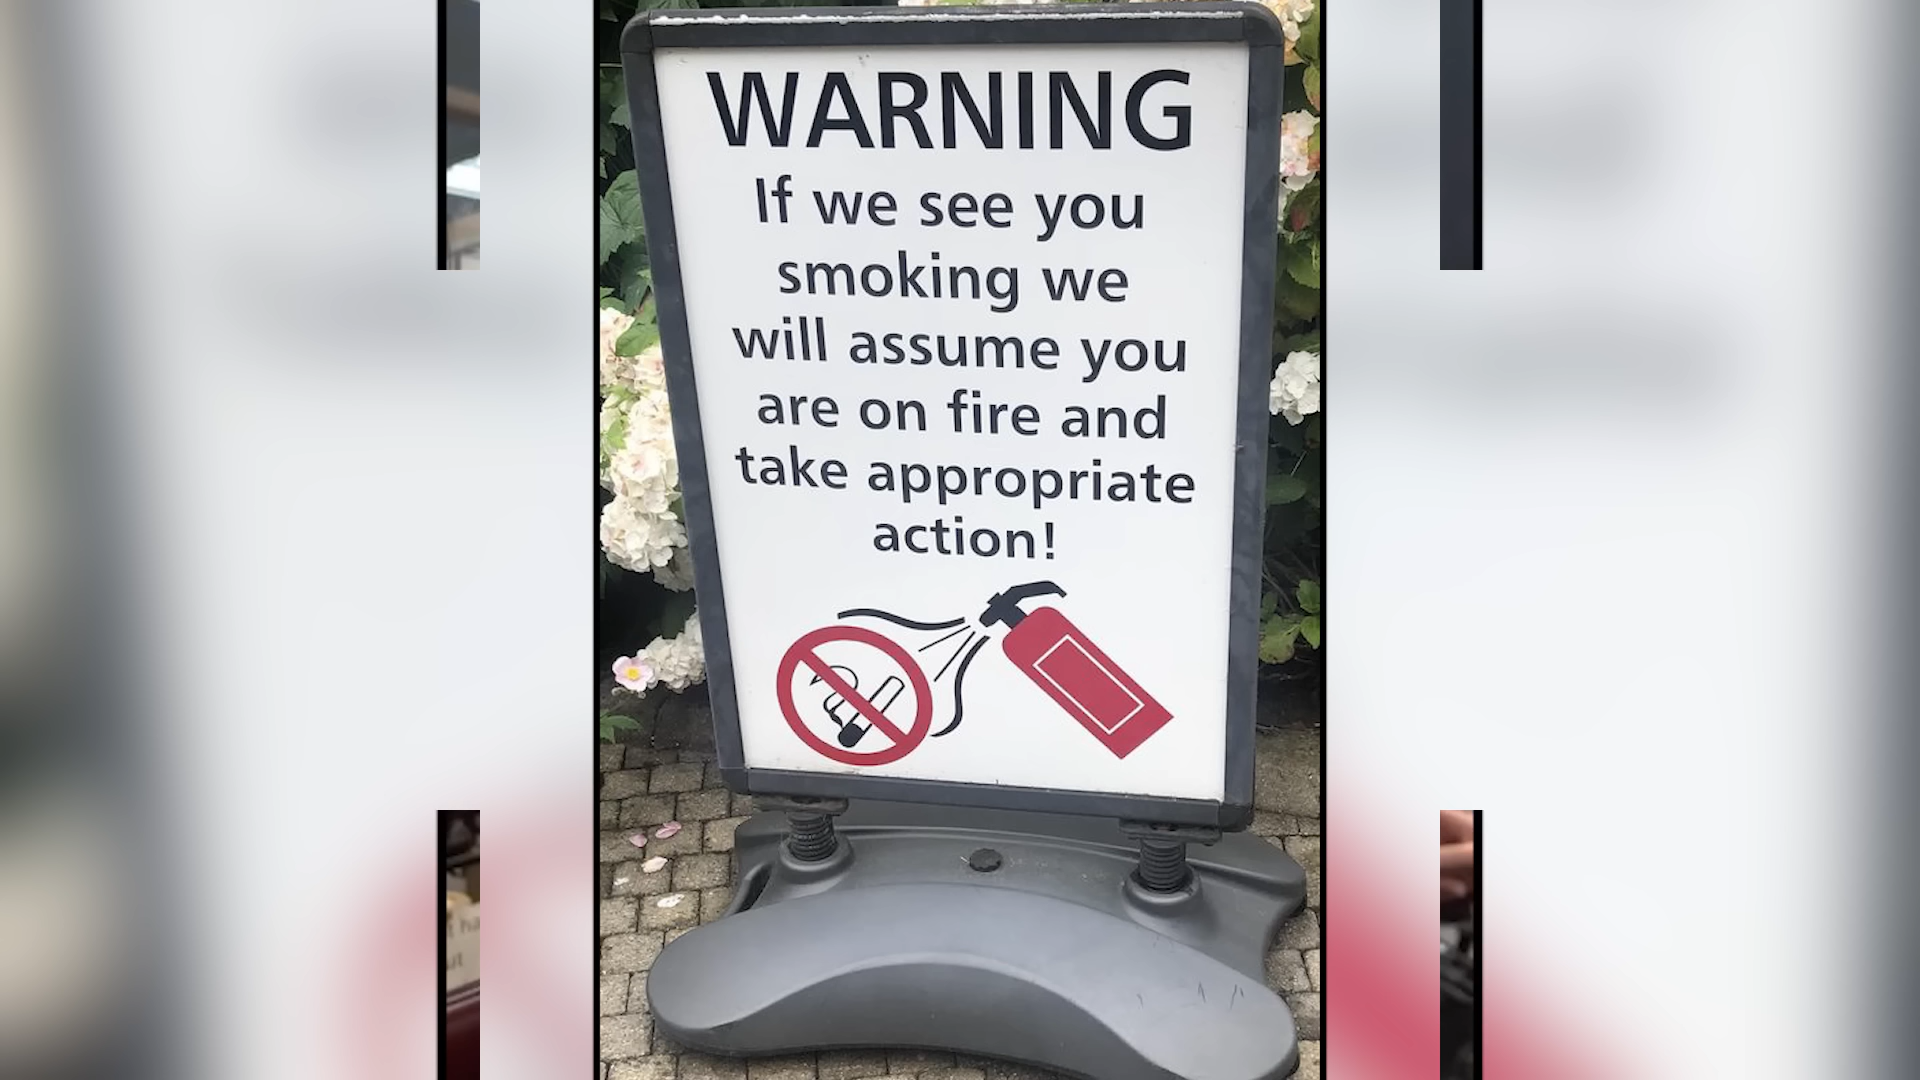 WARNING
If we see you
smoking we
will assume you
are on fire and
take appropriate
action!